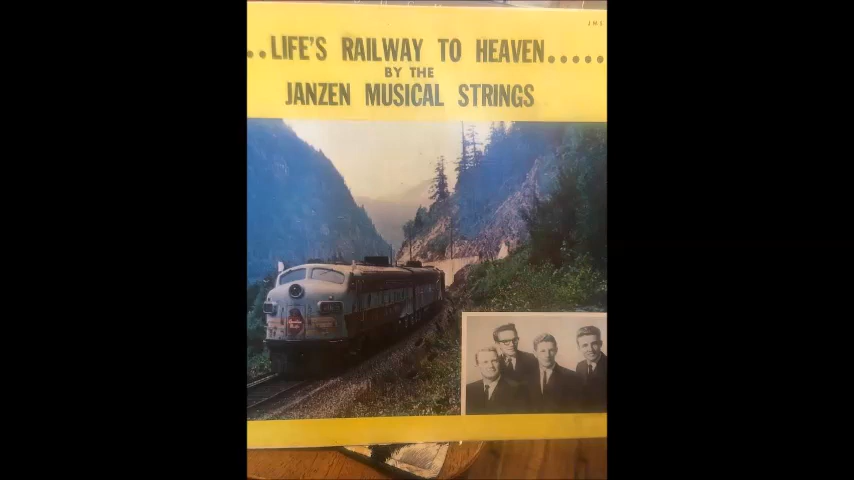 ..LIFE'S RAILWAY TO HEAVEN.....
BY THE
JANZEN MUSICAL STRINGS